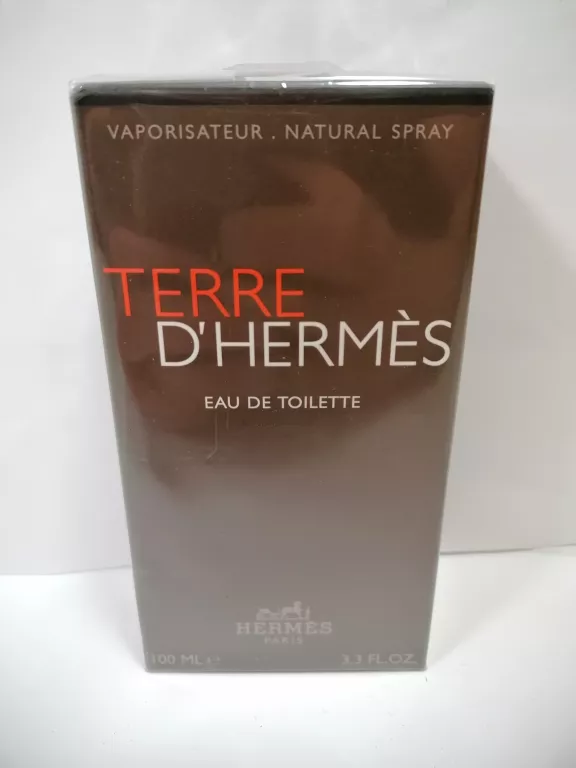 VAPORISATEUR . NATURAL SPRAY
TERRE
D'HERMÈS
EAU DE TOILETTE
HERMÈS
PARIS
100 ML e 3.3 FL.OZ.